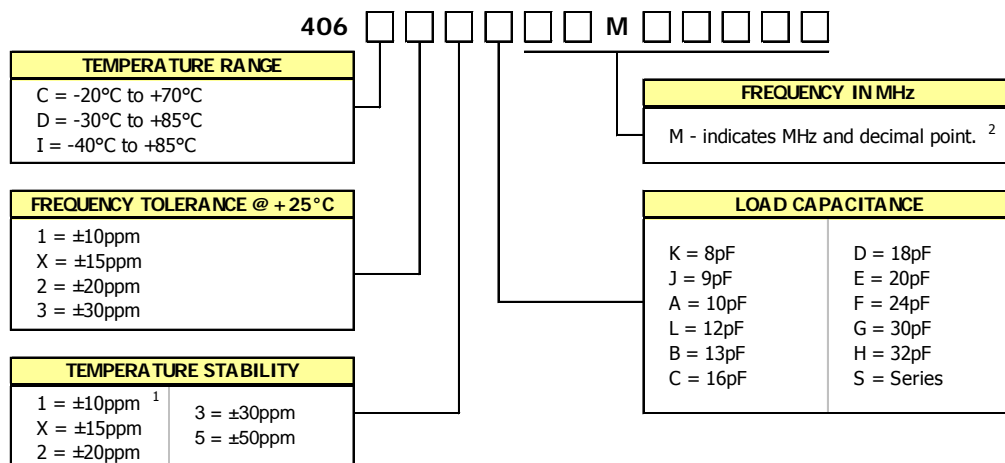 406 M
TEMPERATURE RANGE
C = -20°C to +70°C
D = -30°C to +85°C
I = -40°C to +85°C
FREQUENCY IN MHz
M - indicates MHz and decimal point. 2
FREQUENCY TOLERANCE @ +25°C
1 = ±10ppm
X = ±15ppm
2 = ±20ppm
3 = ±30ppm
LOAD CAPACITANCE
K = 8pF
J = 9pF
A = 10pF
L = 12pF
B = 13pF
C = 16pF
D = 18pF
E = 20pF
F = 24pF
G = 30pF
H = 32pF
S = Series
TEMPERATURE STABILITY
1 = ±10ppm 1
X = ±15ppm
2 = ±20ppm
3 = ±30ppm
5 = ±50ppm